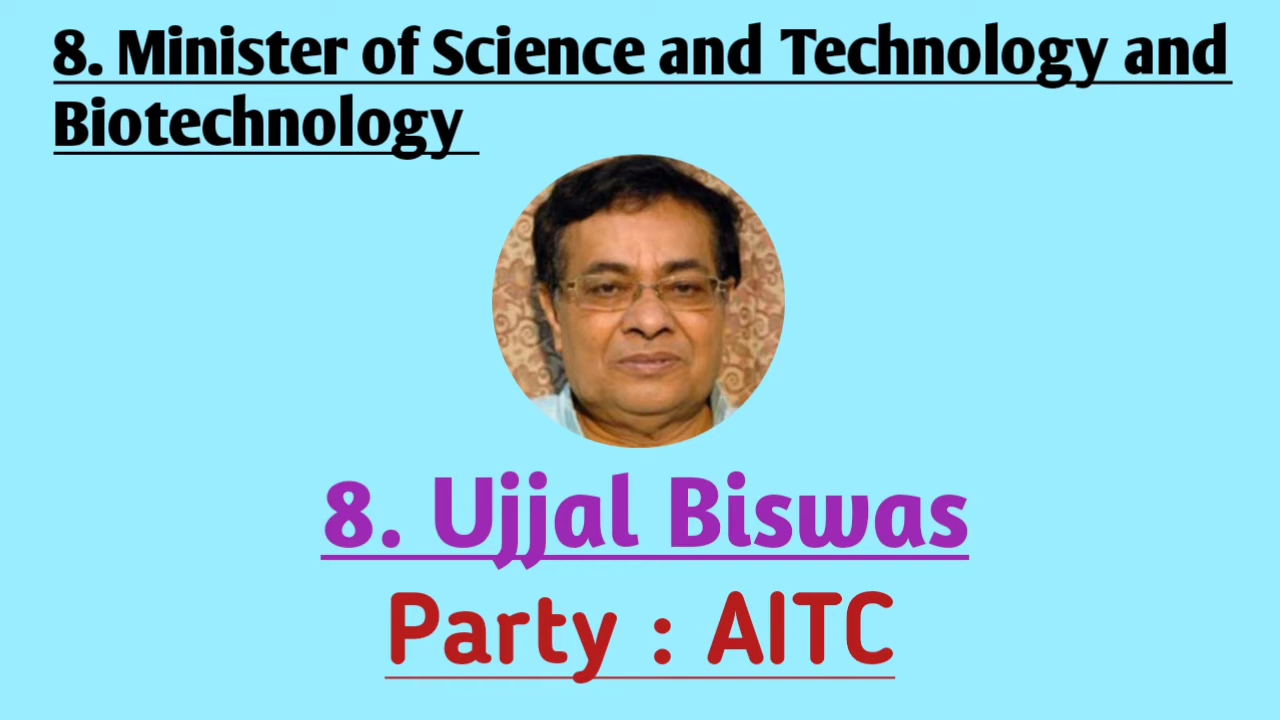 8. Minister of Science and Technology and
Biotechnology
8. Ujjal Biswas
Party : AITC